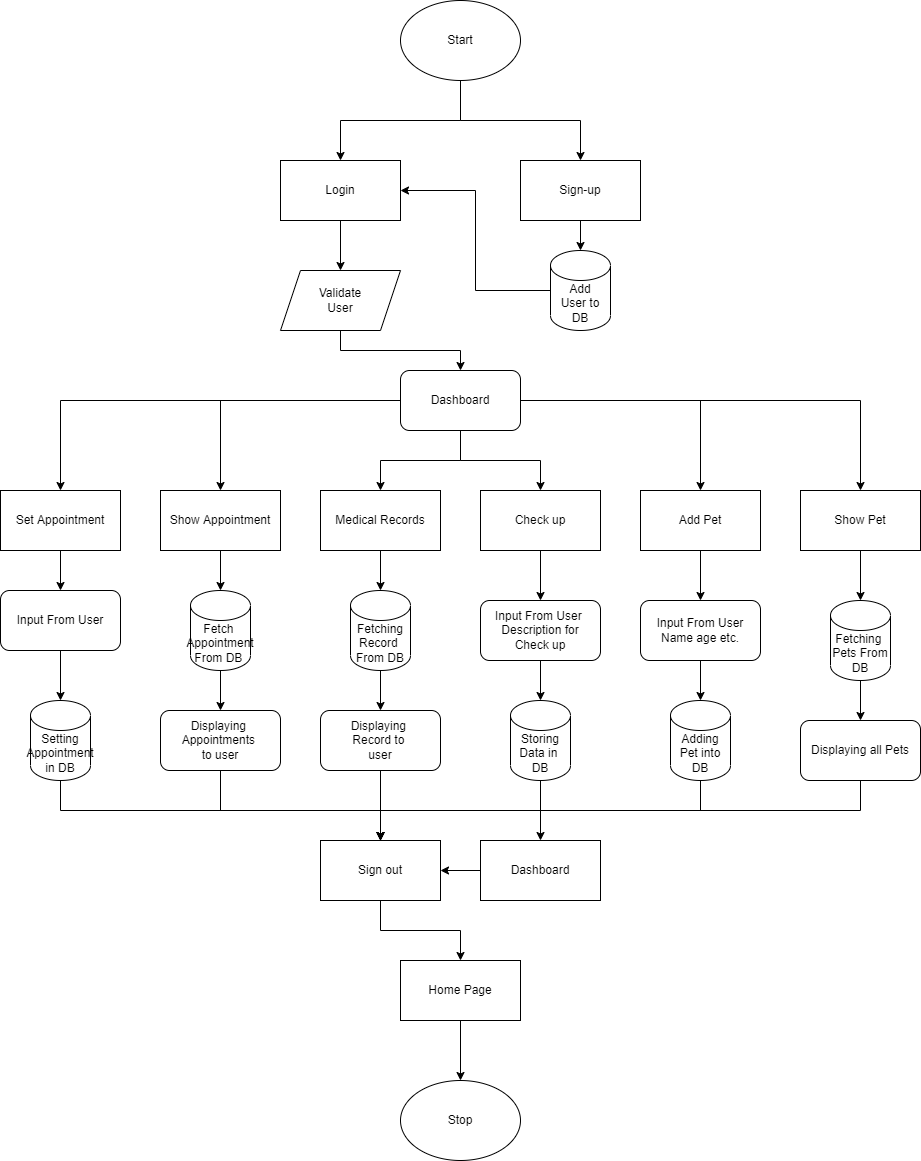 Start
Login
Sign-up
Validate
User
Add
User to
DB
Dashboard
Set Appointment
Show Appointment
Medical Records
Check up
Add Pet
Show Pet
Input From User
Fetch
Appointment
From DB
Fetching
Record
From DB
Input From User
Description for
Check up
Input From User
Name age etc.
Fetching
Pets From
DB
Setting
Appointment
in DB
Displaying
Appointments
to user
Displaying
Record to
user
Storing
Data in
DB
Adding
Pet into
DB
Displaying all Pets
Sign out
Dashboard
Home Page
Stop